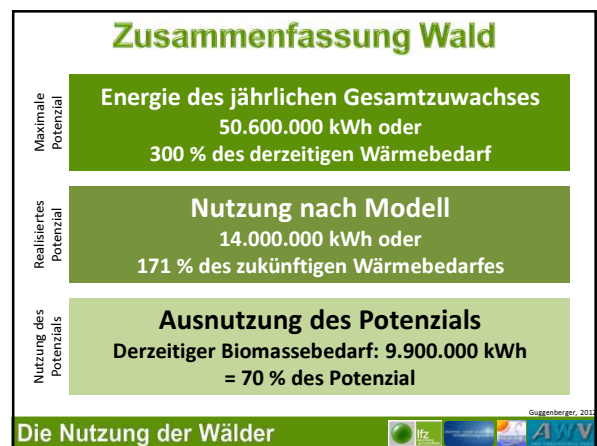 Zusammenfassung Wald
Maximale
Potenzial
Energie des jährlichen Gesamtzuwachses
50.600.000 kWh oder
300 % des derzeitigen Wärmebedarf
Realisiertes
Potenzial
Nutzung nach Modell
14.000.000 kWh oder
171 % des zukünftigen Wärmebedarfes
Nutzung des
Potenzials
Ausnutzung des Potenzials
Derzeitiger Biomassebedarf: 9.900.000 kWh
= 70 % des Potenzial
Guggenberger, 2012
Die Nutzung der Wälder
lfz
AWV